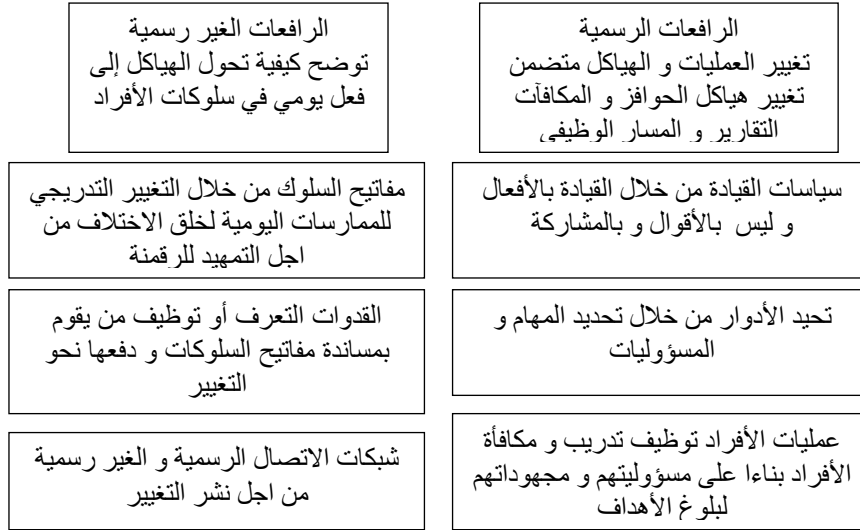 الرافعات الرسمية
تغيير العمليات و الهياكل متضمن
تغيير هياكل الحوافز و المكافآت
التقارير و المسار الوظيفي
الرافعات الغير رسمية
توضح كيفية تحول الهياكل إلى
فعل يومي في سلوكات الأفراد
سياسات القيادة من خلال القيادة بالأفعال
و ليس بالأقوال و بالمشاركة
مفاتيح السلوك من خلال التغيير التدريجي
للممارسات اليومية لخلق الاختلاف من
اجل التمهيد للرقمنة
تحيد الأدوار من خلال تحديد المهام و
المسؤوليات
القدوات التعرف أو توظيف من يقوم
بمساندة مفاتيح السلوكات و دفعها نحو
التغيير
عمليات الأفراد توظيف تدريب و مكافأة
الأفراد بناءا على مسؤوليتهم و مجهوداتهم
لبلوغ الأهداف
شبكات الاتصال الرسمية و الغير رسمية
من اجل نشر التغيير